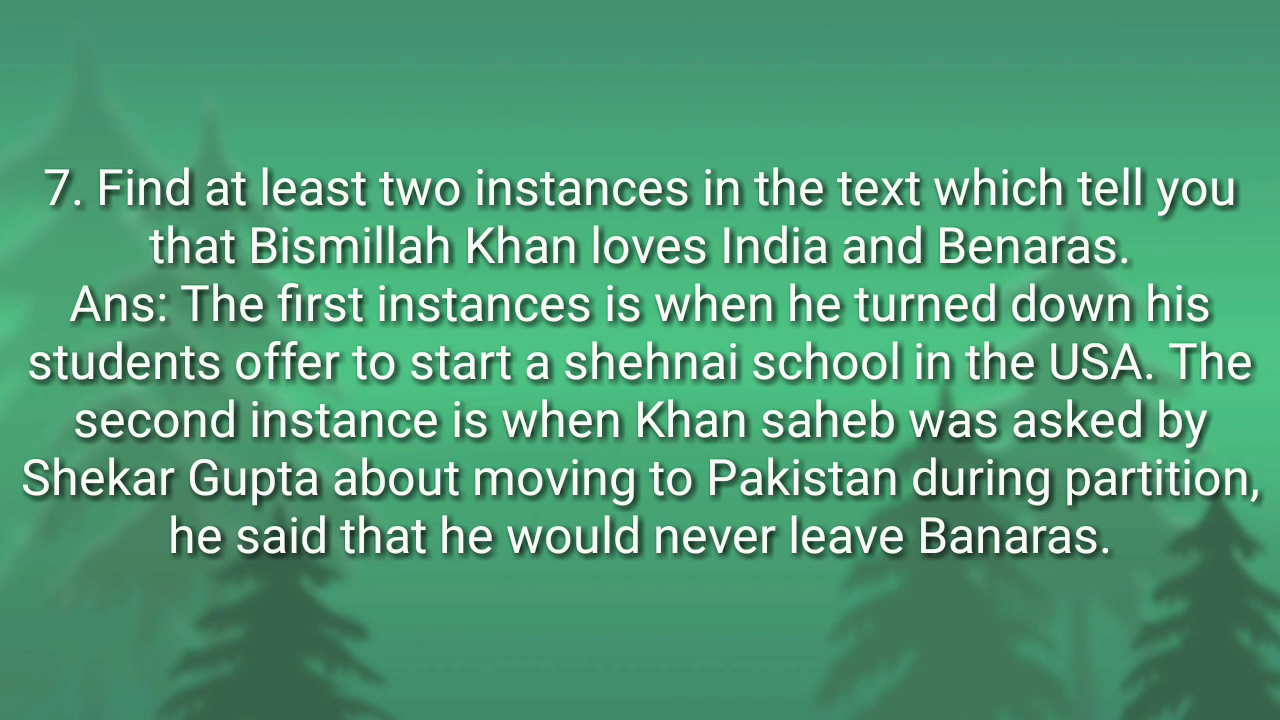 7. Find at least two instances in the text which tell you
that Bismillah Khan loves India and Benaras.
Ans: The first instances is when he turned down his
students offer to start a shehnai school in the USA. The
second instance is when Khan saheb was asked by
Shekar Gupta about moving to Pakistan during partition,
he said that he would never leave Banaras.